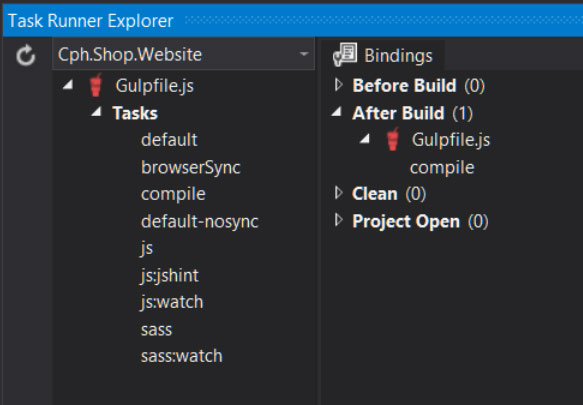 Task Runner Explorer
Cph.Shop.Website
Gulpfile.js
Tasks
default
browserSync
compile
default-nosync
js
js:jshint
js:watch
sass
sass:watch
Bindings
Before Build (0)
After Build (1)
Gulpfile.js
compile
Clean (0)
Project Open (0)